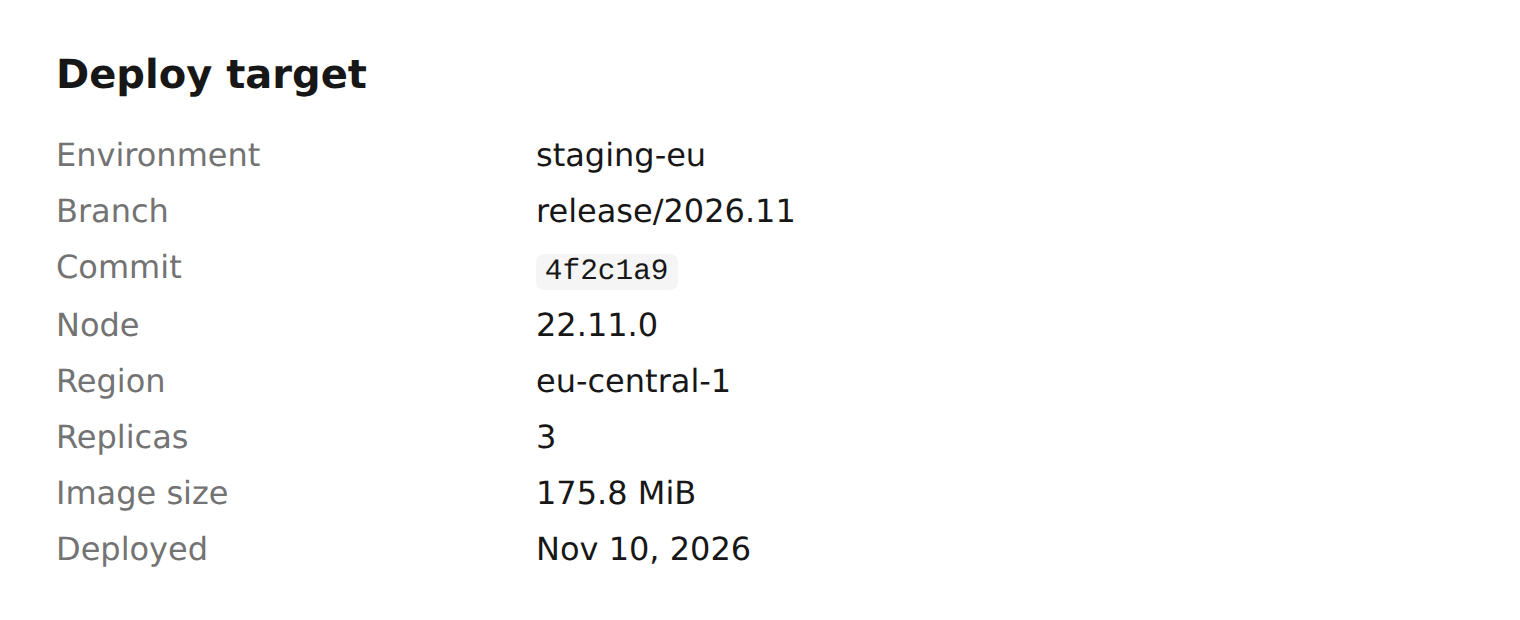 Deploy target
Environment staging-eu
Branch release/2026.11
Commit 4f2c1a9
Node 22.11.0
Region eu-central-1
Replicas 3
Image size 175.8 MiB
Deployed Nov 10, 2026